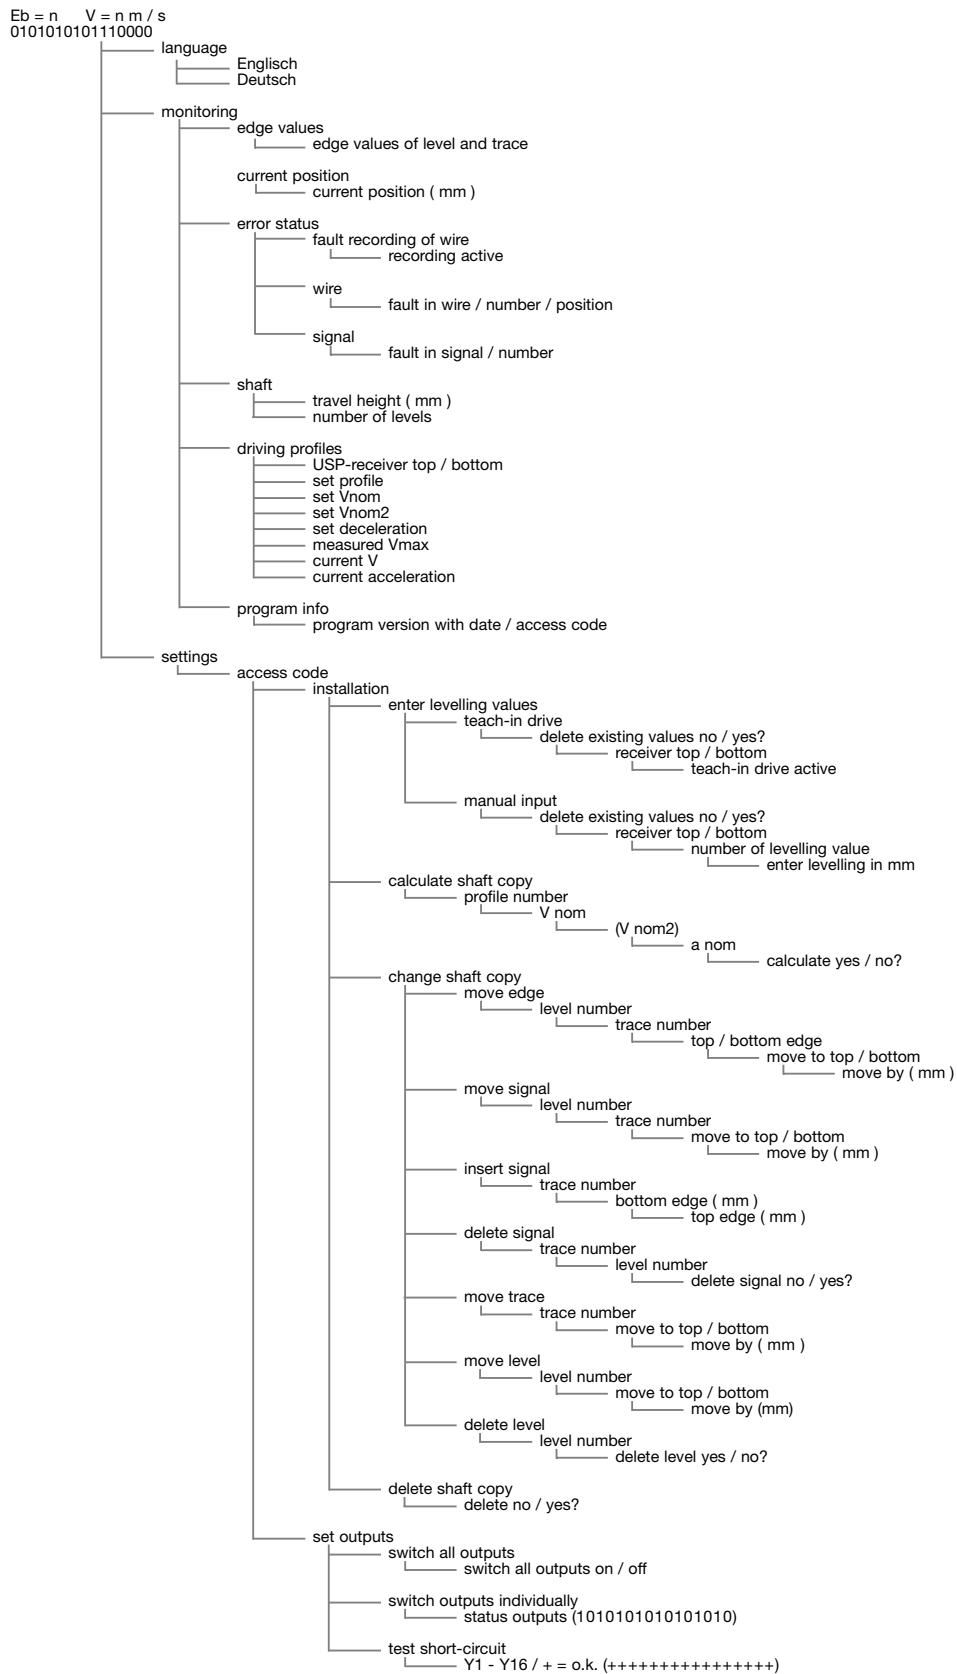 Eb = n V = n m / s
0101010101110000
language
Englisch
Deutsch
monitoring
edge values
edge values of level and trace
current position
current position ( mm )
error status
fault recording of wire
recording active
wire
fault in wire / number / position
signal
fault in signal / number
shaft
travel height ( mm )
number of levels
driving profiles
USP-receiver top / bottom
set profile
set Vnom
set Vnom2
set deceleration
measured Vmax
current V
current acceleration
program info
program version with date / access code
settings
access code
installation
enter levelling values
teach-in drive
delete existing values no / yes?
receiver top / bottom
teach-in drive active
manual input
delete existing values no / yes?
receiver top / bottom
number of levelling value
enter levelling in mm
calculate shaft copy
profile number
V nom
(V nom2)
a nom
calculate yes / no?
change shaft copy
move edge
level number
trace number
top / bottom edge
move to top / bottom
move by ( mm )
move signal
level number
trace number
move to top / bottom
move by ( mm )
insert signal
trace number
bottom edge ( mm )
top edge ( mm )
delete signal
trace number
level number
delete signal no / yes?
move trace
trace number
move to top / bottom
move by ( mm )
move level
level number
move to top / bottom
move by (mm)
delete level
level number
delete level yes / no?
delete shaft copy
delete no / yes?
set outputs
switch all outputs
switch all outputs on / off
switch outputs individually
status outputs (1010101010101010)
test short-circuit
Y1 - Y16 / + = o.k. (++++++++++++++++)